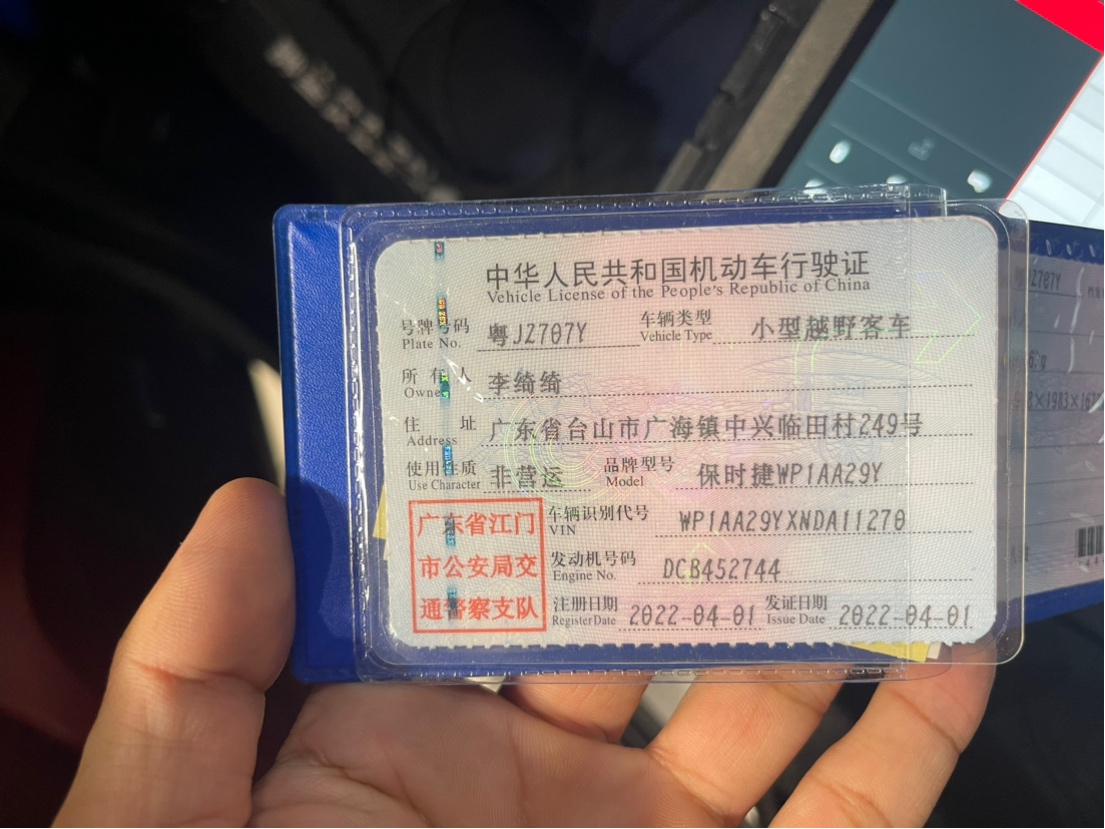 中华人民共和国机动车行驶证
Vehicle License of the People's Republic of China
号牌号码 粤JZ707Y 车辆类型 小型越野客车
Plate No. Vehicle Type
所有人 李绮绮
Owner
住址 广东省台山市广海镇中兴临田村249号
Address
使用性质 非营运 品牌型号 保时捷WP1AA29Y
Use Character Model
广东省江门
市公安局交
通警察支队
车辆识别代号 WP1AA29YXNDA11270
VIN
发动机号码 DCB452744
Engine No.
注册日期 2022-04-01 发证日期 2022-04-01
Register Date Issue Date